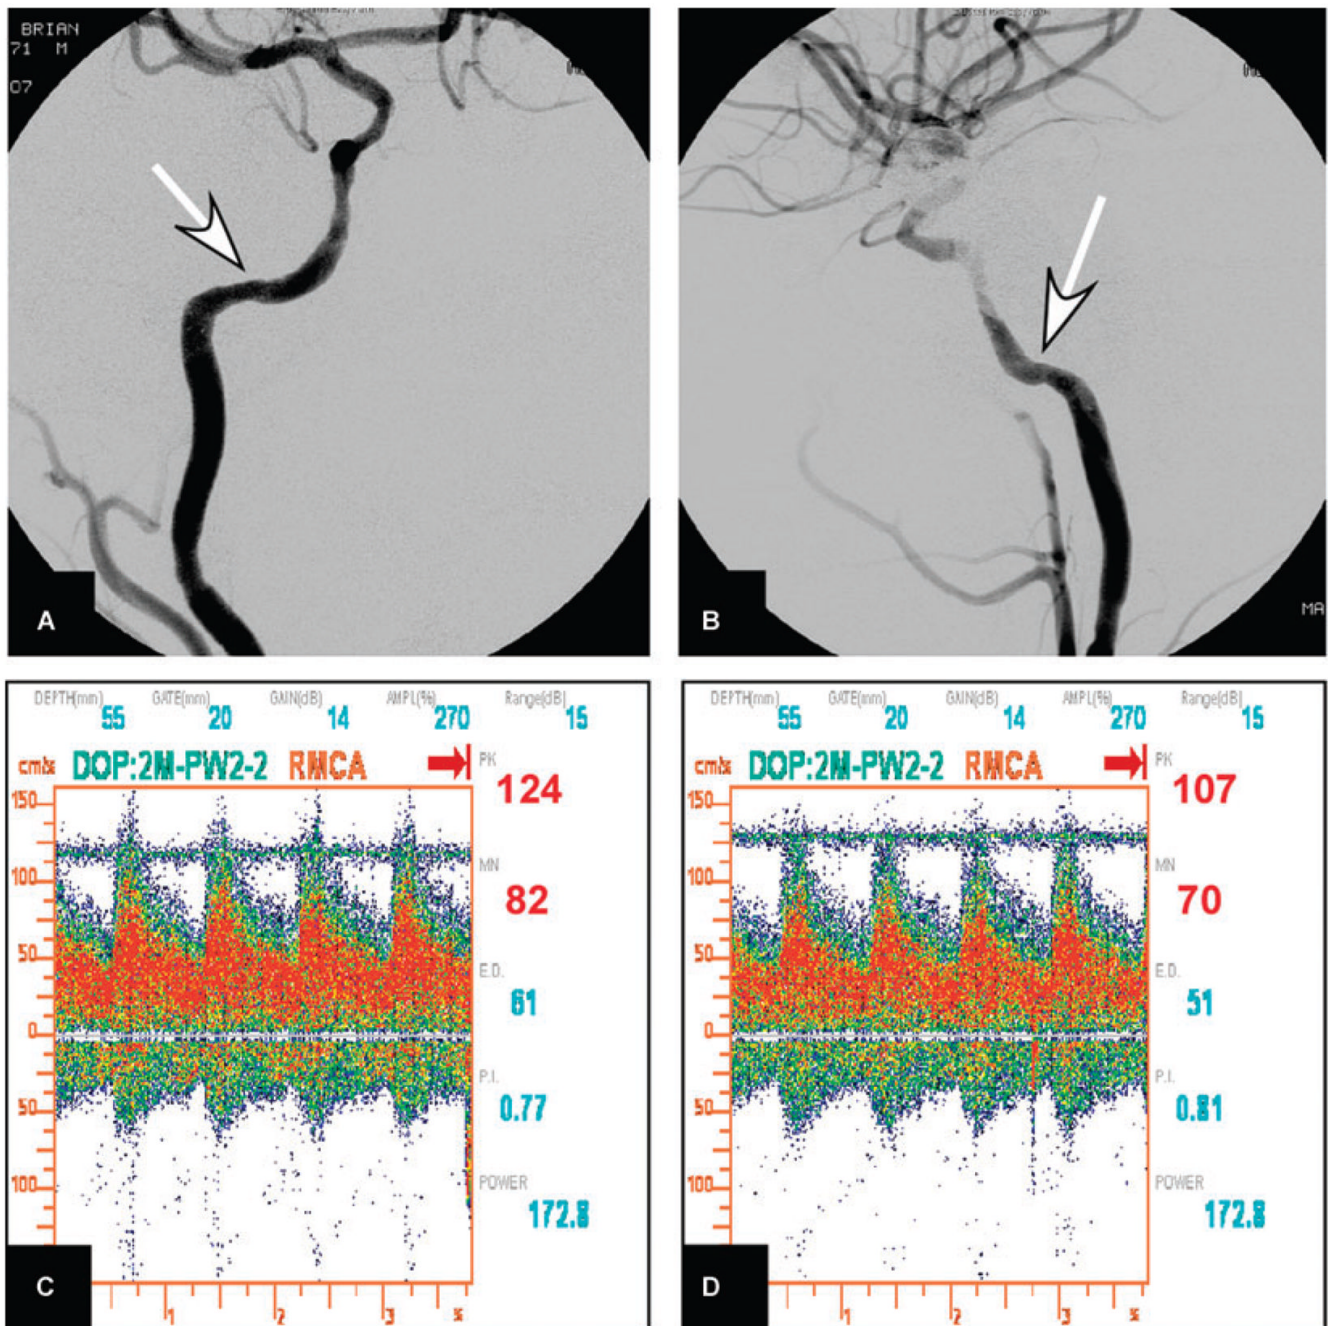 BRIAN
71 M
07
A
B
MA
DEPTH(mm) GATE(mm) GAIN(dB) AMPL(%) Range(dB)
55 20 14 270 15
cm/s DOP:2M-PW2-2 RMCA PK
124
150
MN
100
82
50
E.D.
61
0
P.I.
50
0.77
100
POWER
172.8
C
1 2 3 s
DEPTH(mm) GATE(mm) GAIN(dB) AMPL(%) Range(dB)
55 20 14 270 15
cm/s DOP:2M-PW2-2 RMCA PK
107
150
MN
100
70
50
E.D.
51
0
P.I.
50
0.81
100
POWER
172.8
D
1 2 3 s